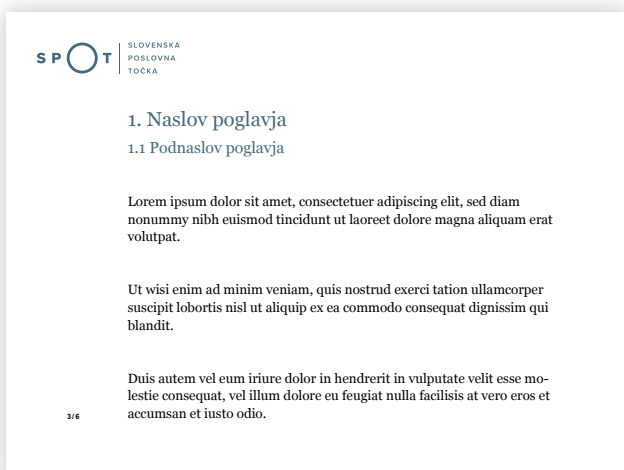 SPOT
SLOVENSKA
POSLOVNA
TOČKA
1. Naslov poglavja
1.1 Podnaslov poglavja
Lorem ipsum dolor sit amet, consectetuer adipiscing elit, sed diam
nonummy nibh euismod tincidunt ut laoreet dolore magna aliquam erat
volutpat.
Ut wisi enim ad minim veniam, quis nostrud exerci tation ullamcorper
suscipit lobortis nisl ut aliquip ex ea commodo consequat dignissim qui
blandit.
Duis autem vel eum iriure dolor in hendrerit in vulputate velit esse mo-
lestie consequat, vel illum dolore eu feugiat nulla facilisis at vero eros et
accumsan et iusto odio.
3/6